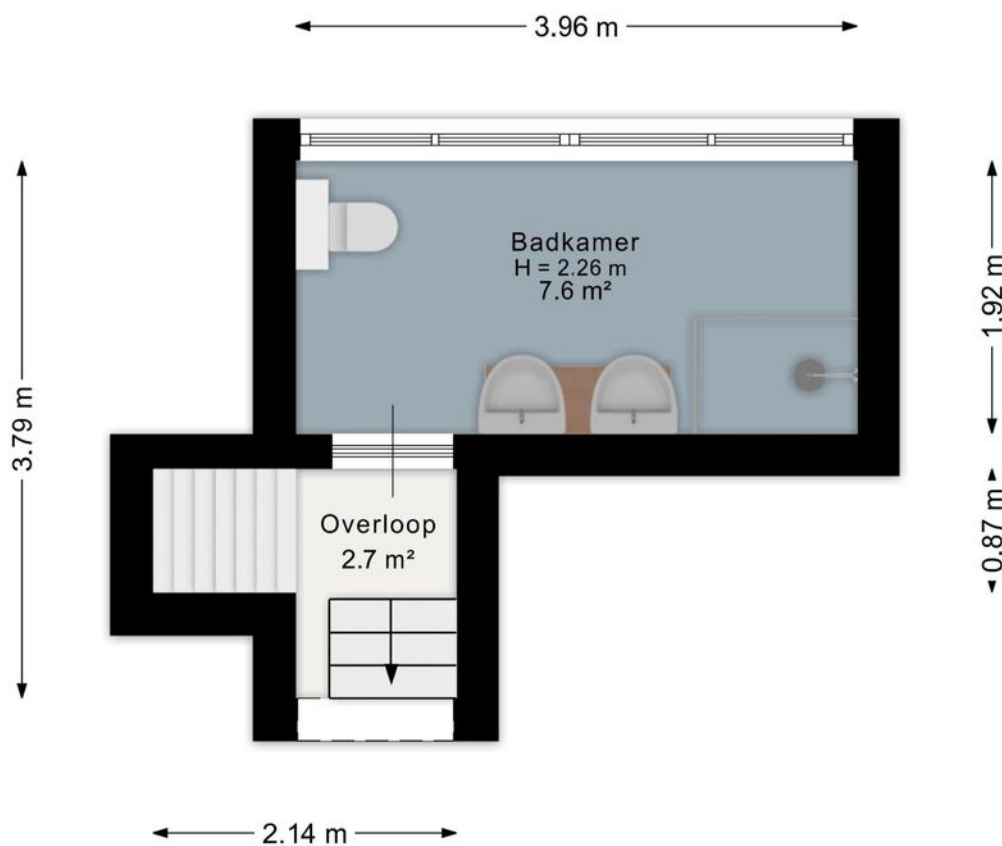 3.96 m
Badkamer
H = 2.26 m
7.6 m²
1.92 m
3.79 m
0.87 m
Overloop
2.7 m²
2.14 m